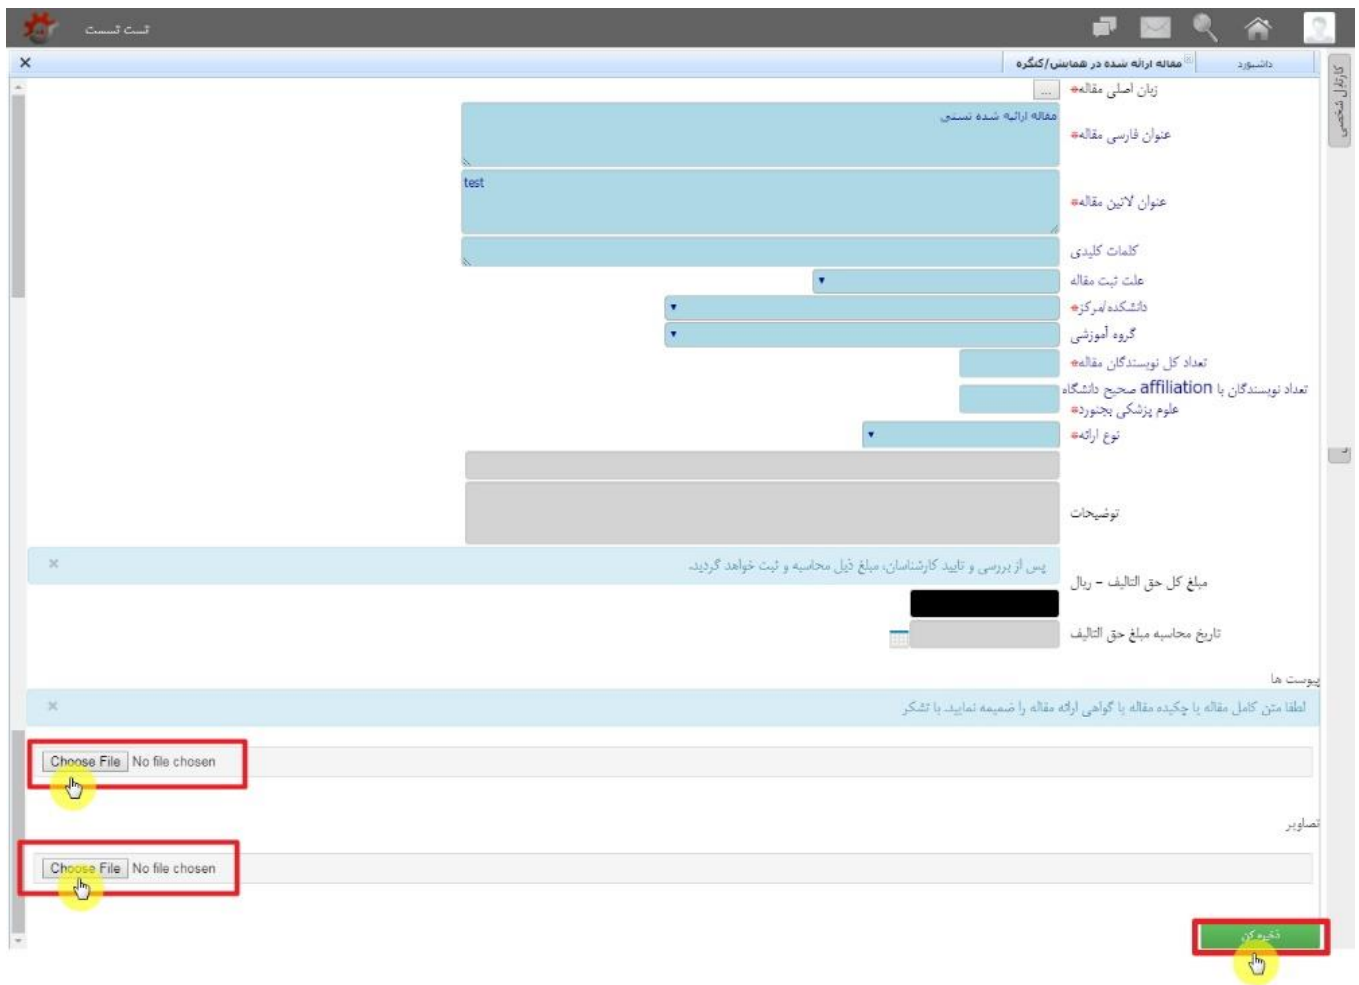 تست تست
داشبورد
مقاله ارائه شده در همایش/کنگره
کارتابل شخصی
زبان اصلی مقاله*
...
عنوان فارسی مقاله*
مقاله ارائیه شده تستی
عنوان لاتین مقاله*
test
کلمات کلیدی
علت ثبت مقاله
دانشکده/مرکز*
گروه آموزشی
تعداد کل نویسندگان مقاله*
تعداد نویسندگان با affiliation صحیح دانشگاه
علوم پزشکی بجنورد*
نوع ارائه*
توضیحات
پس از بررسی و تایید کارشناسان، مبلغ ذیل محاسبه و ثبت خواهد گردید.
مبلغ کل حق التالیف - ریال
تاریخ محاسبه مبلغ حق التالیف
پیوست ها
لطفا متن کامل مقاله یا چکیده مقاله یا گواهی ارائه مقاله را ضمیمه نمایید. با تشکر
Choose File No file chosen
تصاویر
Choose File No file chosen
ذخیره کن